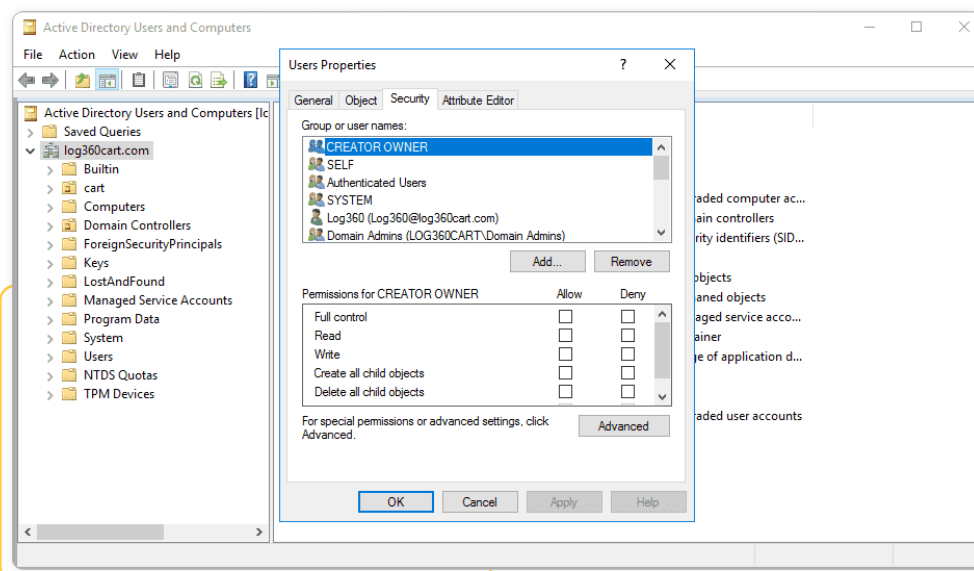 Active Directory Users and Computers
File Action View Help
Active Directory Users and Computers [lc
Saved Queries
log360cart.com
Builtin
cart
Computers
Domain Controllers
ForeignSecurityPrincipals
Keys
LostAndFound
Managed Service Accounts
Program Data
System
Users
NTDS Quotas
TPM Devices
Users Properties
General Object Security Attribute Editor
Group or user names:
CREATOR OWNER
SELF
Authenticated Users
SYSTEM
Log360 (Log360@log360cart.com)
Domain Admins (LOG360CART\Domain Admins)
Add... Remove
Permissions for CREATOR OWNER Allow Deny
Full control
Read
Write
Create all child objects
Delete all child objects
For special permissions or advanced settings, click
Advanced.
Advanced
OK Cancel Apply Help
raded computer ac...
ain controllers
rity identifiers (SID...
objects
aned objects
aged service acco...
ainer
e of application d...
raded user accounts